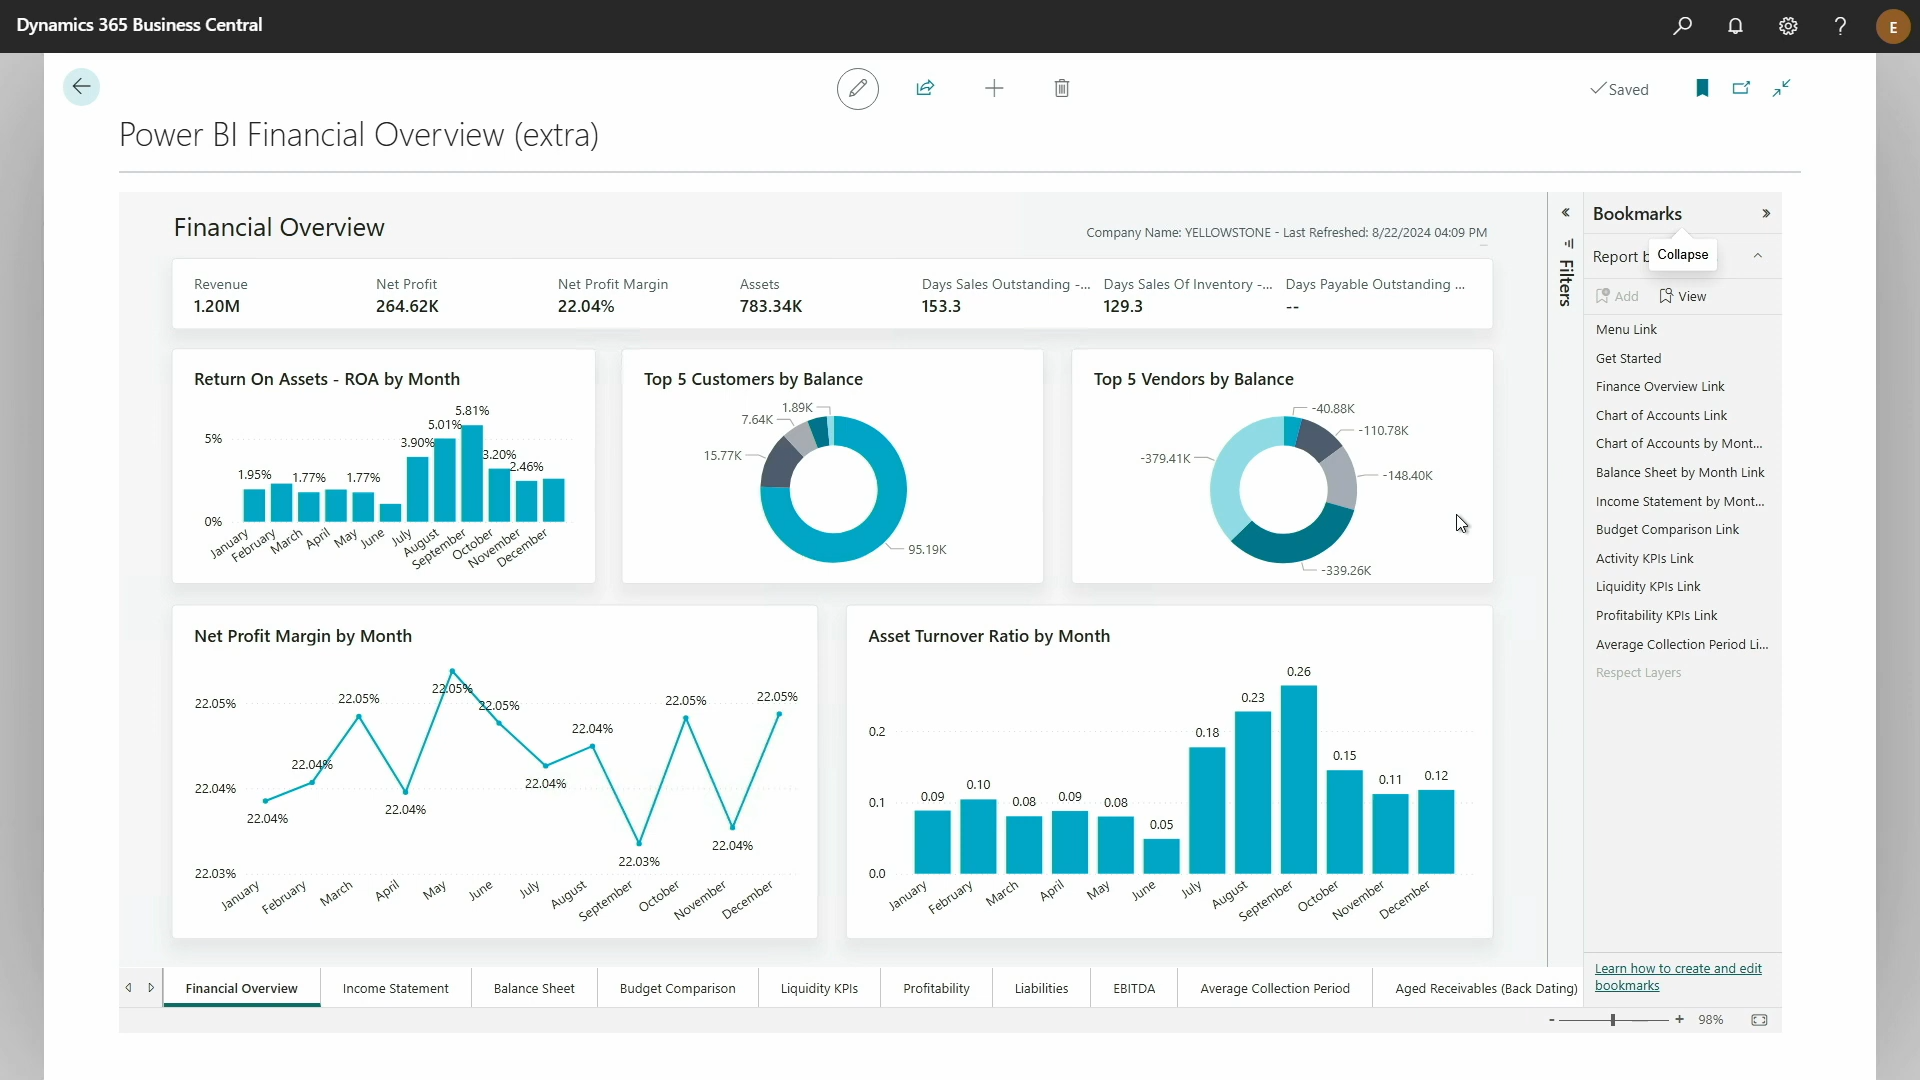 Dynamics 365 Business Central
E
Saved
Power BI Financial Overview (extra)
Financial Overview
Company Name: YELLOWSTONE - Last Refreshed: 8/22/2024 04:09 PM
Revenue
1.20M
Net Profit
264.62K
Net Profit Margin
22.04%
Assets
783.34K
Days Sales Outstanding -...
153.3
Days Sales Of Inventory -...
129.3
Days Payable Outstanding ...
--
Return On Assets - ROA by Month
5%
0%
1.95%
1.77%
1.77%
3.90%
5.01%
5.81%
3.20%
2.46%
January
February
March
April
May
June
July
August
September
October
November
December
Top 5 Customers by Balance
1.89K
7.64K
15.77K
95.19K
Top 5 Vendors by Balance
-40.88K
-110.78K
-379.41K
-148.40K
-339.26K
Net Profit Margin by Month
22.05%
22.04%
22.03%
22.04%
22.04%
22.05%
22.04%
22.05%
22.05%
22.04%
22.04%
22.03%
22.05%
22.04%
22.05%
January
February
March
April
May
June
July
August
September
October
November
December
Asset Turnover Ratio by Month
0.2
0.1
0.0
0.09
0.10
0.08
0.09
0.08
0.05
0.18
0.23
0.26
0.15
0.11
0.12
January
February
March
April
May
June
July
August
September
October
November
December
Filters
Bookmarks
Report b
Collapse
Add
View
Menu Link
Get Started
Finance Overview Link
Chart of Accounts Link
Chart of Accounts by Mont...
Balance Sheet by Month Link
Income Statement by Mont...
Budget Comparison Link
Activity KPIs Link
Liquidity KPIs Link
Profitability KPIs Link
Average Collection Period Li...
Respect Layers
Learn how to create and edit
bookmarks
Financial Overview
Income Statement
Balance Sheet
Budget Comparison
Liquidity KPIs
Profitability
Liabilities
EBITDA
Average Collection Period
Aged Receivables (Back Dating)
- + 98%